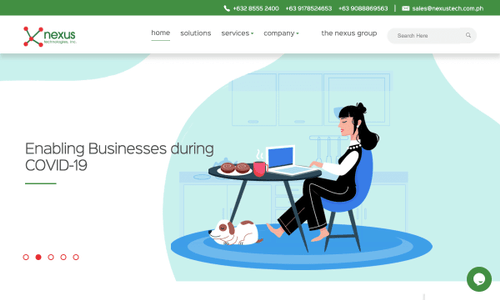 +632 8555 2400 +63 9178524653 +63 9088869563 | sales@nexustech.com.ph
nexus
technologies, inc.
home solutions services company the nexus group Search Here
Enabling Businesses during
COVID-19